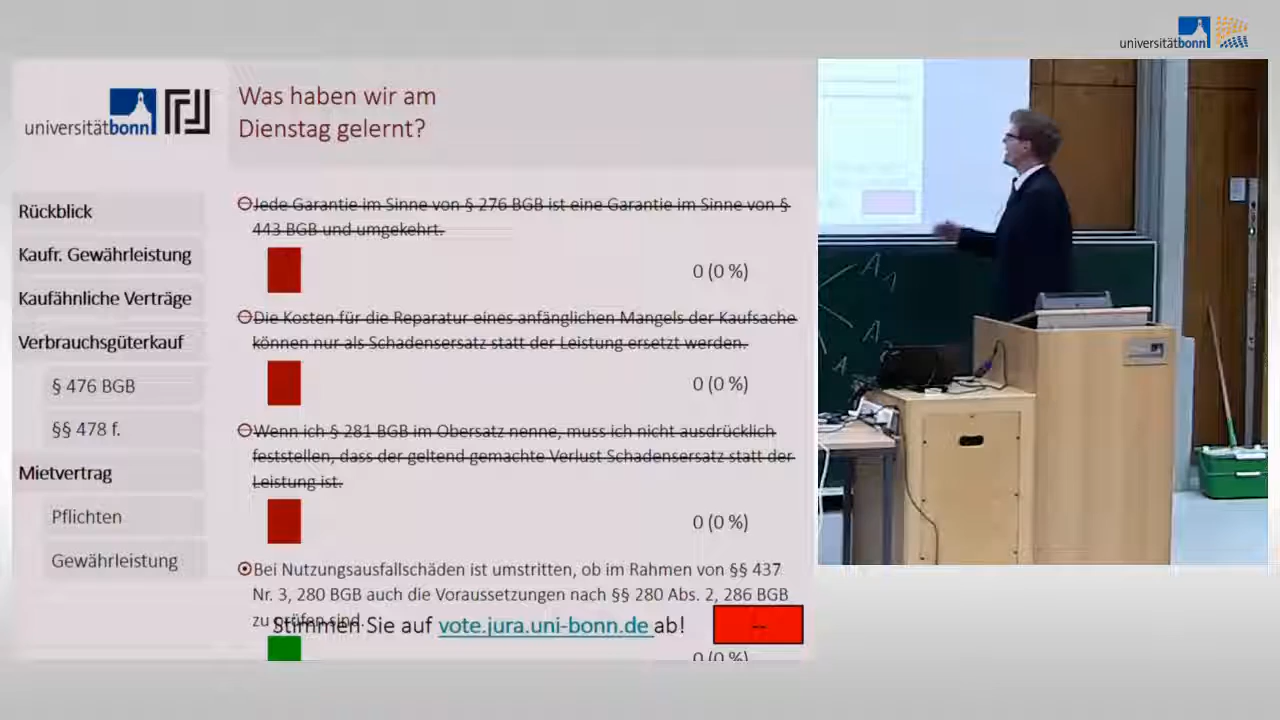 universitätbonn
universitätbonn
Was haben wir am
Dienstag gelernt?
Rückblick
Kaufr. Gewährleistung
Kaufähnliche Verträge
Verbrauchsgüterkauf
§ 476 BGB
§§ 478 f.
Mietvertrag
Pflichten
Gewährleistung
Jede Garantie im Sinne von § 276 BGB ist eine Garantie im Sinne von §
443 BGB und umgekehrt.
0 (0 %)
Die Kosten für die Reparatur eines anfänglichen Mangels der Kaufsache
können nur als Schadensersatz statt der Leistung ersetzt werden.
0 (0 %)
Wenn ich § 281 BGB im Obersatz nenne, muss ich nicht ausdrücklich
feststellen, dass der geltend gemachte Verlust Schadensersatz statt der
Leistung ist.
0 (0 %)
Bei Nutzungsausfallschäden ist umstritten, ob im Rahmen von §§ 437
Nr. 3, 280 BGB auch die Voraussetzungen nach §§ 280 Abs. 2, 286 BGB
zu prüfen sind.
Stimmen Sie auf vote.jura.uni-bonn.de ab!
--
0 (0 %)
A1
A2
A